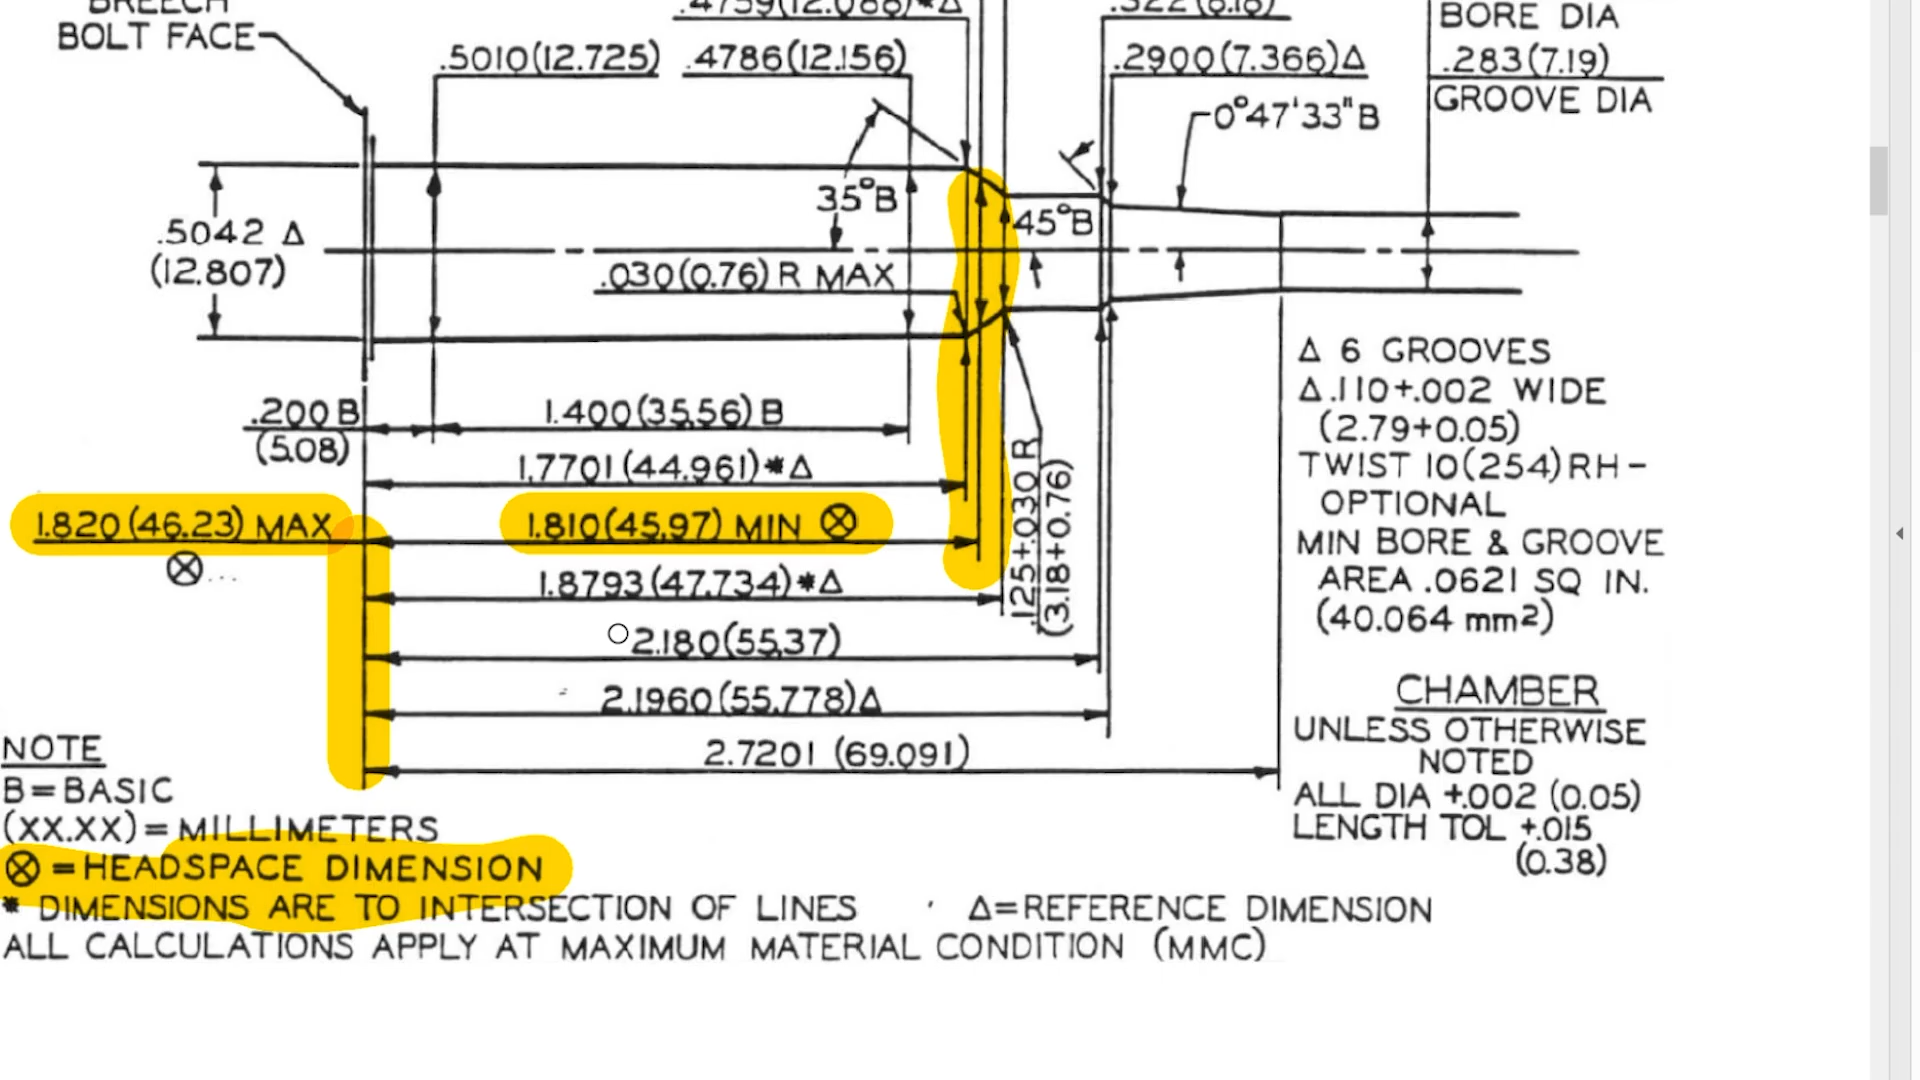 BREECH
BOLT FACE
.4759(12.088)*Δ
.322(8.18)
BORE DIA
.5010(12.725)
.4786(12.156)
.2900(7.366)Δ
.283(7.19)
GROOVE DIA
0°47'33"B
35°B
45°B
.5042 Δ
(12.807)
.030(0.76) R MAX
Δ 6 GROOVES
Δ.110+.002 WIDE
(2.79+0.05)
TWIST 10(254)RH-
OPTIONAL
MIN BORE & GROOVE
AREA .0621 SQ IN.
(40.064 mm2)
.200 B
(5.08)
1.400(35.56) B
1.7701(44.961)*Δ
1.820(46.23) MAX
⊗
1.810(45.97) MIN ⊗
1.8793(47.734)*Δ
.125+.030 R
(3.18+0.76)
2.180(55.37)
2.1960(55.778)Δ
2.7201 (69.091)
CHAMBER
UNLESS OTHERWISE
NOTED
ALL DIA +.002 (0.05)
LENGTH TOL +.015
(0.38)
NOTE
B=BASIC
(XX.XX)=MILLIMETERS
⊗ =HEADSPACE DIMENSION
* DIMENSIONS ARE TO INTERSECTION OF LINES Δ=REFERENCE DIMENSION
ALL CALCULATIONS APPLY AT MAXIMUM MATERIAL CONDITION (MMC)